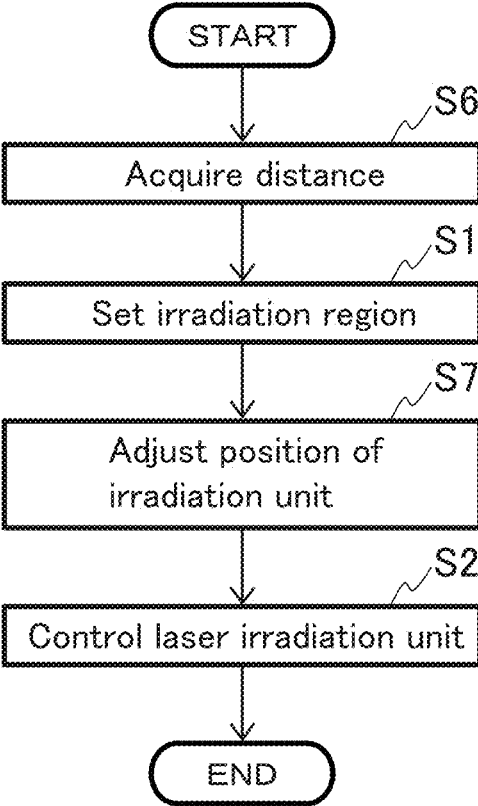 START
S6
Acquire distance
S1
Set irradiation region
S7
Adjust position of
irradiation unit
S2
Control laser irradiation unit
END